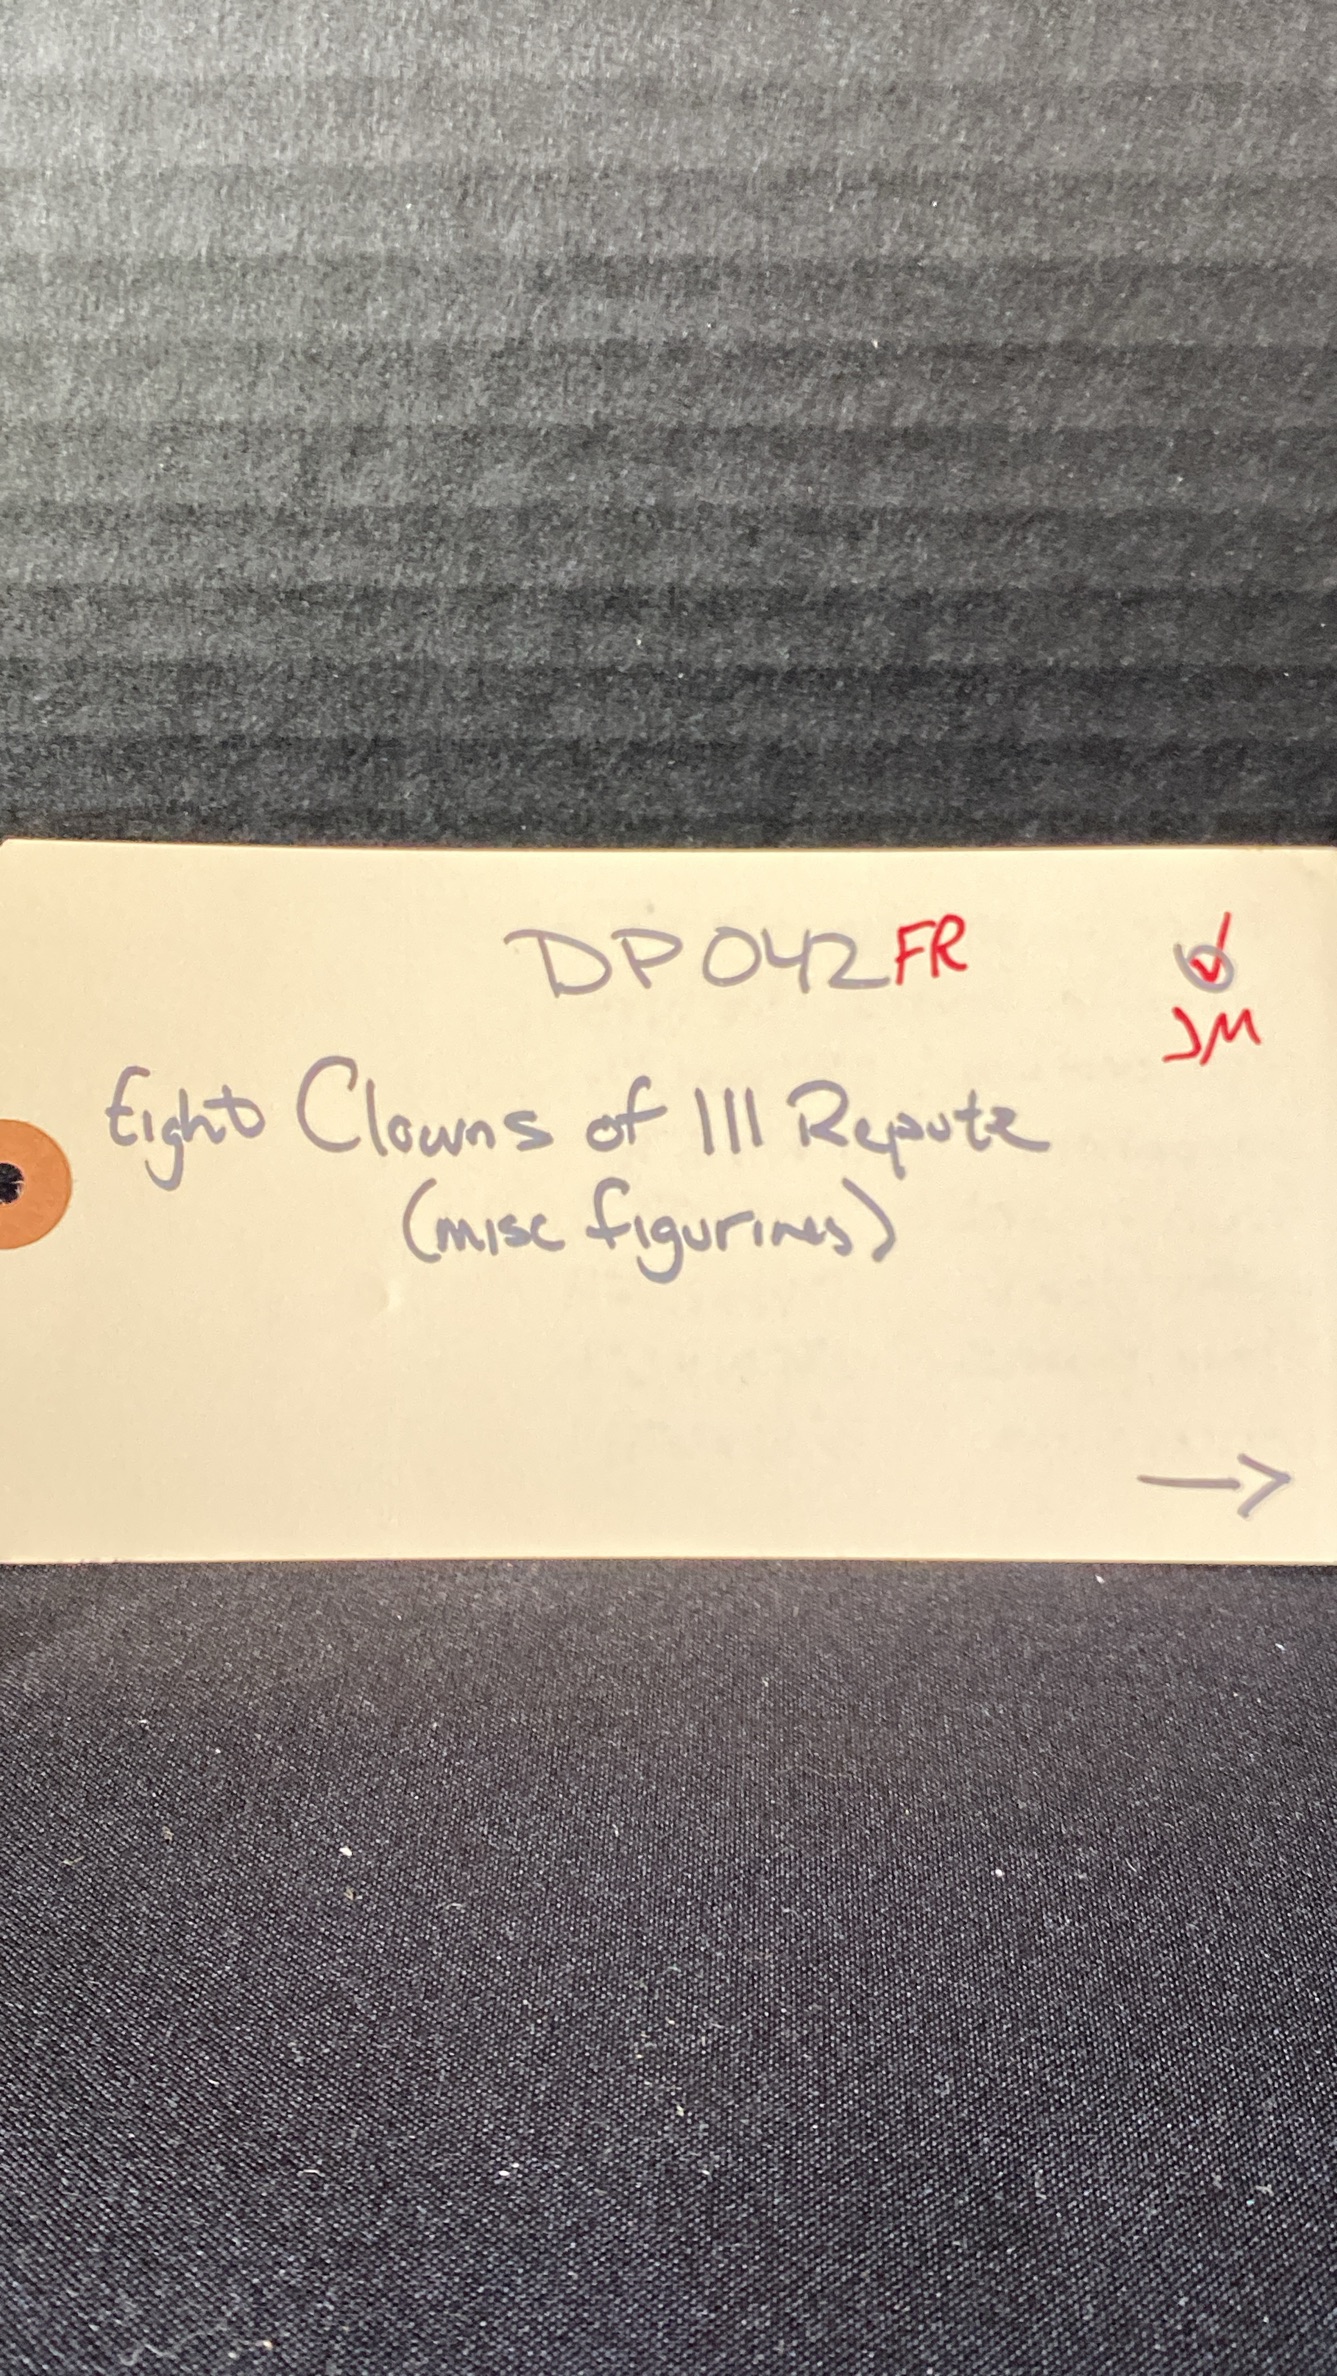 DP042FR
JM
Eight Clowns of Ill Repute
(misc figurines)